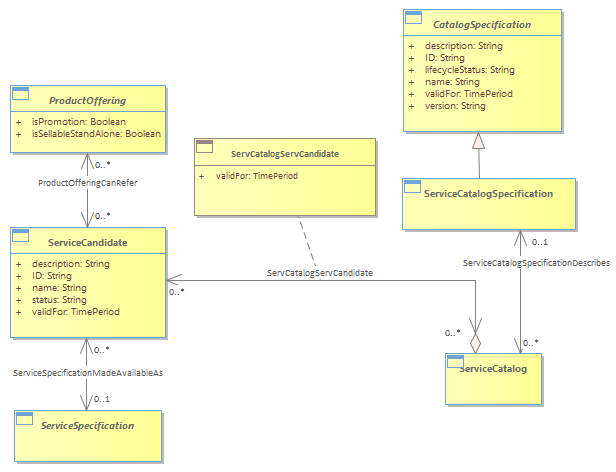 CatalogSpecification
+ description: String
+ ID: String
+ lifecycleStatus: String
+ name: String
+ validFor: TimePeriod
+ version: String
ProductOffering
+ isPromotion: Boolean
+ isSellableStandAlone: Boolean
ServCatalogServCandidate
+ validFor: TimePeriod
0..*
ProductOfferingCanRefer
0..*
ServiceCatalogSpecification
0..1
ServiceCatalogSpecificationDescribes
ServiceCandidate
+ description: String
+ ID: String
+ name: String
+ status: String
+ validFor: TimePeriod
ServCatalogServCandidate
0..*
0..*
0..*
0..*
ServiceSpecificationMadeAvailableAs
0..1
ServiceCatalog
ServiceSpecification